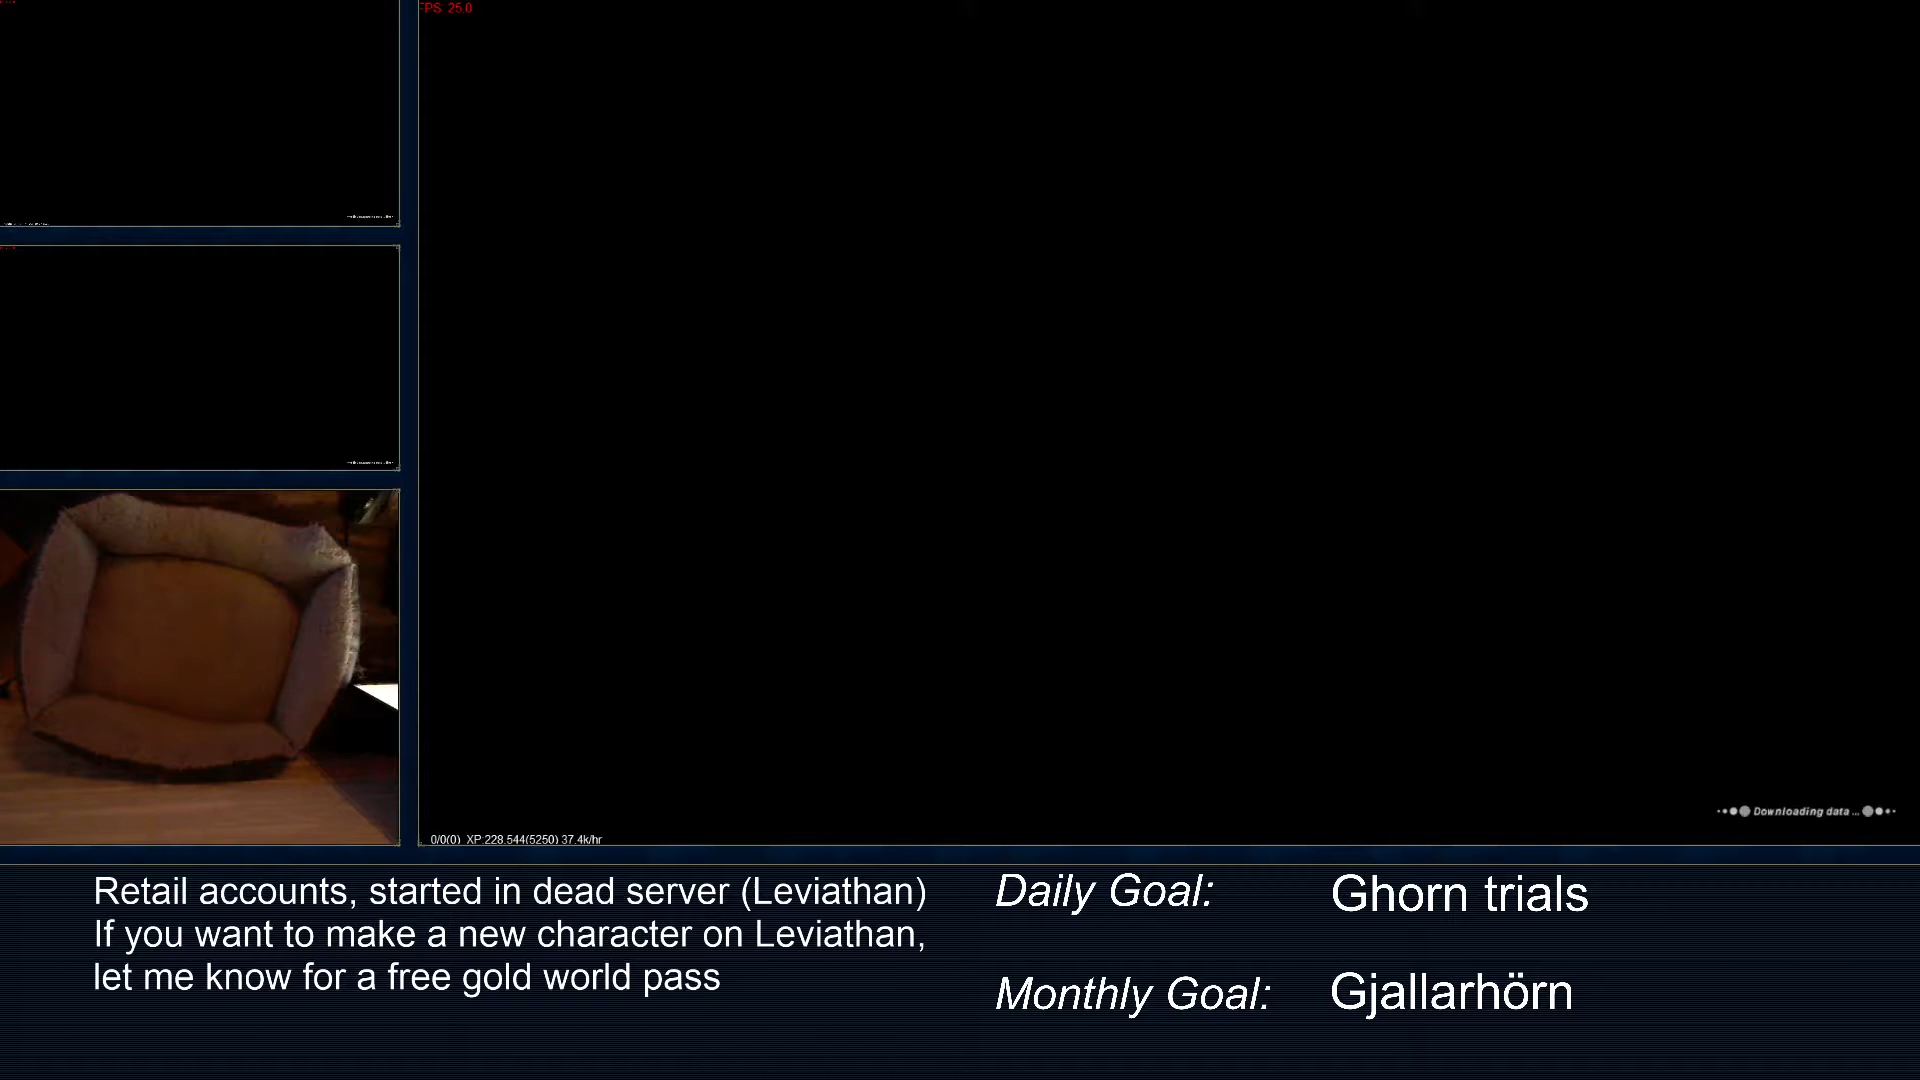 FPS: 25.0
Downloading data ...
0/0(0) XP:228.544(5250) 37.4k/hr
Retail accounts, started in dead server (Leviathan)
If you want to make a new character on Leviathan,
let me know for a free gold world pass
Daily Goal: Ghorn trials
Monthly Goal: Gjallarhörn